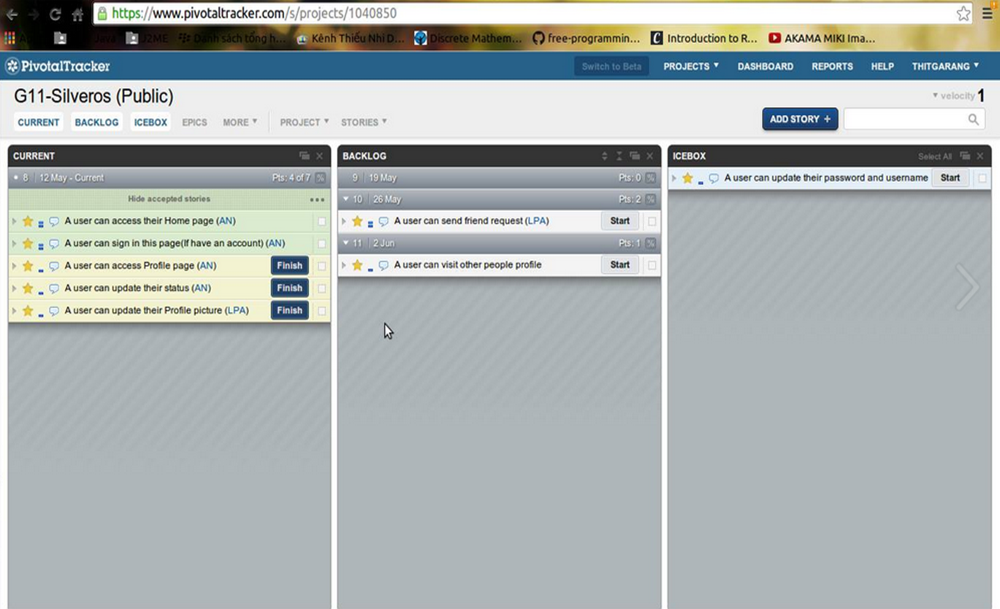 https://www.pivotaltracker.com/s/projects/1040850
Java J2ME Danh sách tổng h... Kênh Thiếu Nhi D... Discrete Mathem... free-programmin... Introduction to R... AKAMA MIKI Ima...
PivotalTracker Switch to Beta PROJECTS DASHBOARD REPORTS HELP THITGARANG
G11-Silveros (Public) velocity 1
CURRENT BACKLOG ICEBOX EPICS MORE PROJECT STORIES ADD STORY +
CURRENT
8 12 May - Current Pts: 4 of 7 %
Hide accepted stories
A user can access their Home page (AN)
A user can sign in this page(If have an account) (AN)
A user can access Profile page (AN) Finish
A user can update their status (AN) Finish
A user can update their Profile picture (LPA) Finish
BACKLOG
9 19 May Pts: 0 %
10 26 May Pts: 2 %
A user can send friend request (LPA) Start
11 2 Jun Pts: 1 %
A user can visit other people profile Start
ICEBOX Select All
A user can update their password and username Start